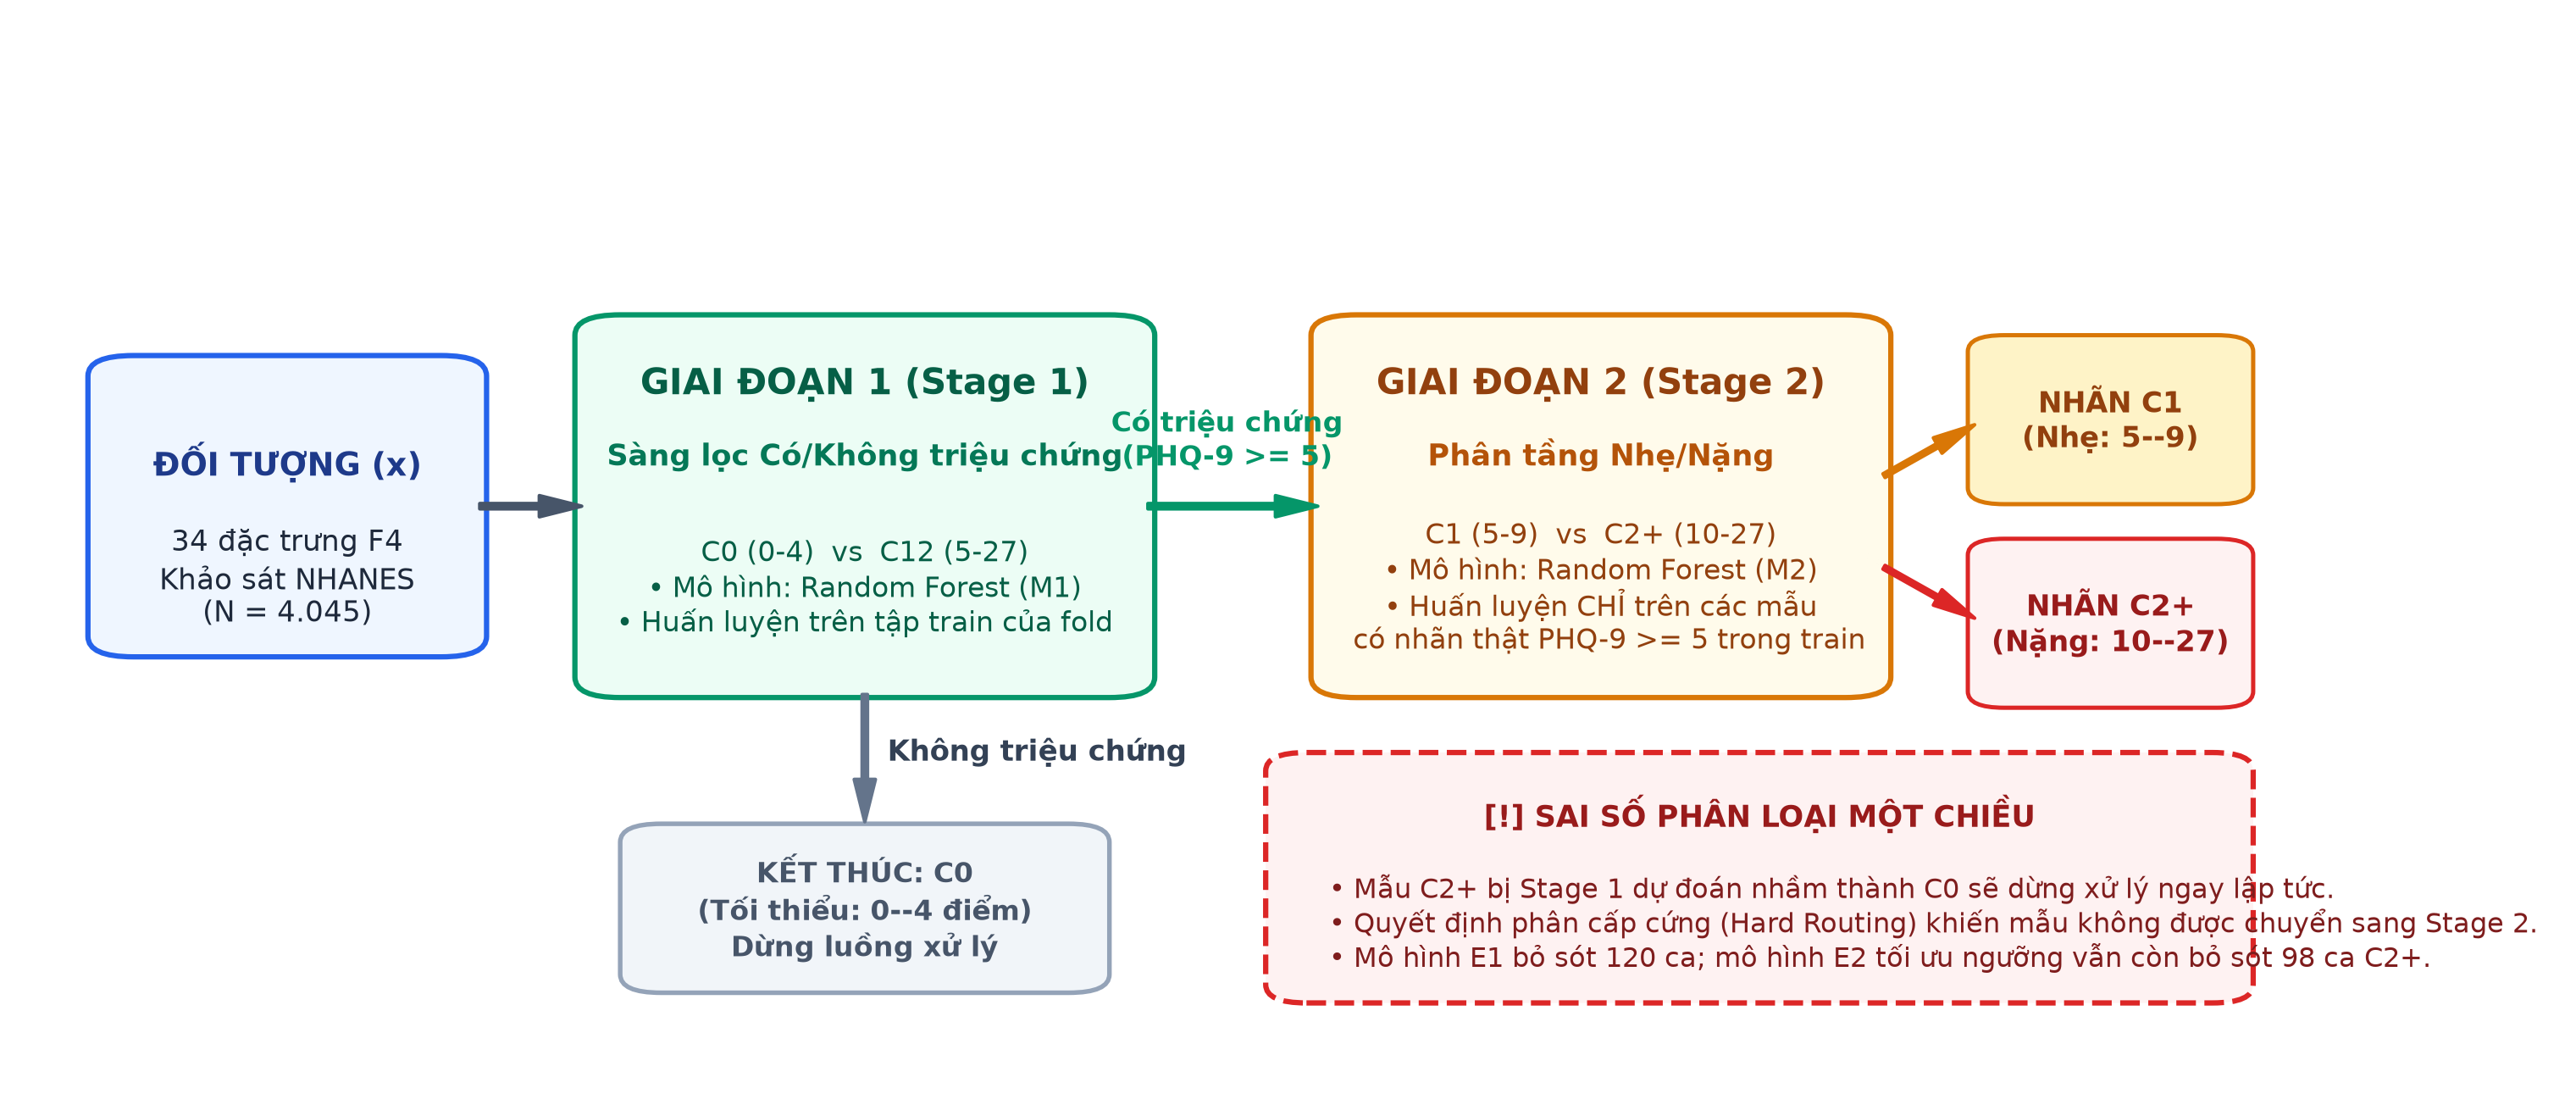 ĐỐI TƯỢNG (x)
34 đặc trưng F4
Khảo sát NHANES
(N = 4.045)
GIAI ĐOẠN 1 (Stage 1)
Sàng lọc Có/Không triệu chứng
C0 (0-4)  vs  C12 (5-27)
• Mô hình: Random Forest (M1)
• Huấn luyện trên tập train của fold
Có triệu chứng
(PHQ-9 >= 5)
GIAI ĐOẠN 2 (Stage 2)
Phân tầng Nhẹ/Nặng
C1 (5-9)  vs  C2+ (10-27)
• Mô hình: Random Forest (M2)
• Huấn luyện CHỈ trên các mẫu
có nhãn thật PHQ-9 >= 5 trong train
NHÃN C1
(Nhẹ: 5--9)
NHÃN C2+
(Nặng: 10--27)
Không triệu chứng
KẾT THÚC: C0
(Tối thiểu: 0--4 điểm)
Dừng luồng xử lý
[!] SAI SỐ PHÂN LOẠI MỘT CHIỀU
• Mẫu C2+ bị Stage 1 dự đoán nhầm thành C0 sẽ dừng xử lý ngay lập tức.
• Quyết định phân cấp cứng (Hard Routing) khiến mẫu không được chuyển sang Stage 2.
• Mô hình E1 bỏ sót 120 ca; mô hình E2 tối ưu ngưỡng vẫn còn bỏ sót 98 ca C2+.